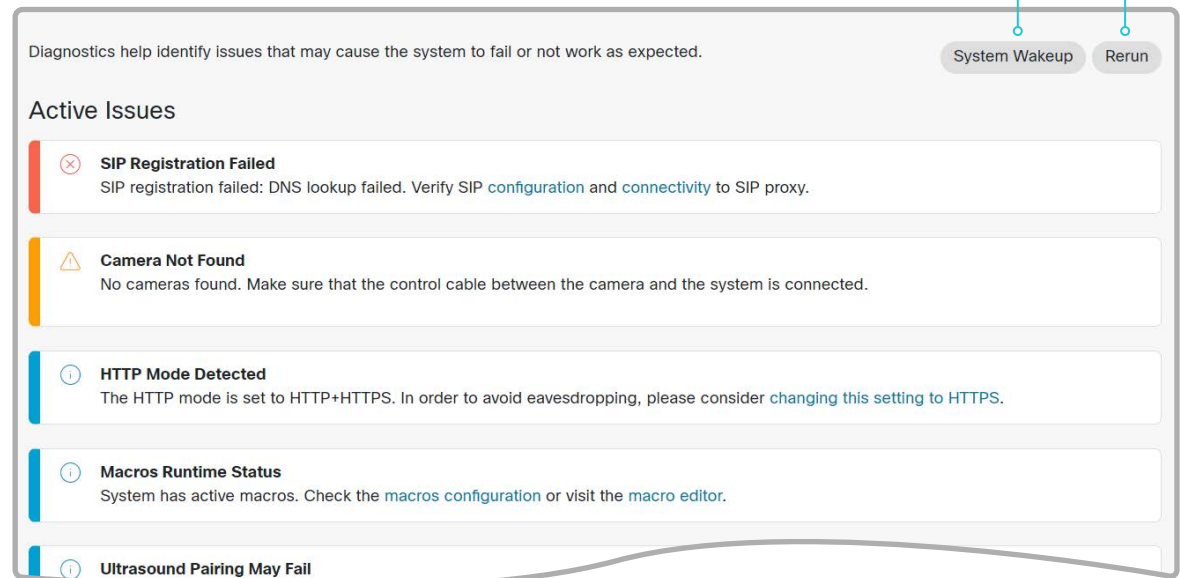 Diagnostics help identify issues that may cause the system to fail or not work as expected.
System Wakeup
Rerun
Active Issues
SIP Registration Failed
SIP registration failed: DNS lookup failed. Verify SIP configuration and connectivity to SIP proxy.
Camera Not Found
No cameras found. Make sure that the control cable between the camera and the system is connected.
HTTP Mode Detected
The HTTP mode is set to HTTP+HTTPS. In order to avoid eavesdropping, please consider changing this setting to HTTPS.
Macros Runtime Status
System has active macros. Check the macros configuration or visit the macro editor.
Ultrasound Pairing May Fail